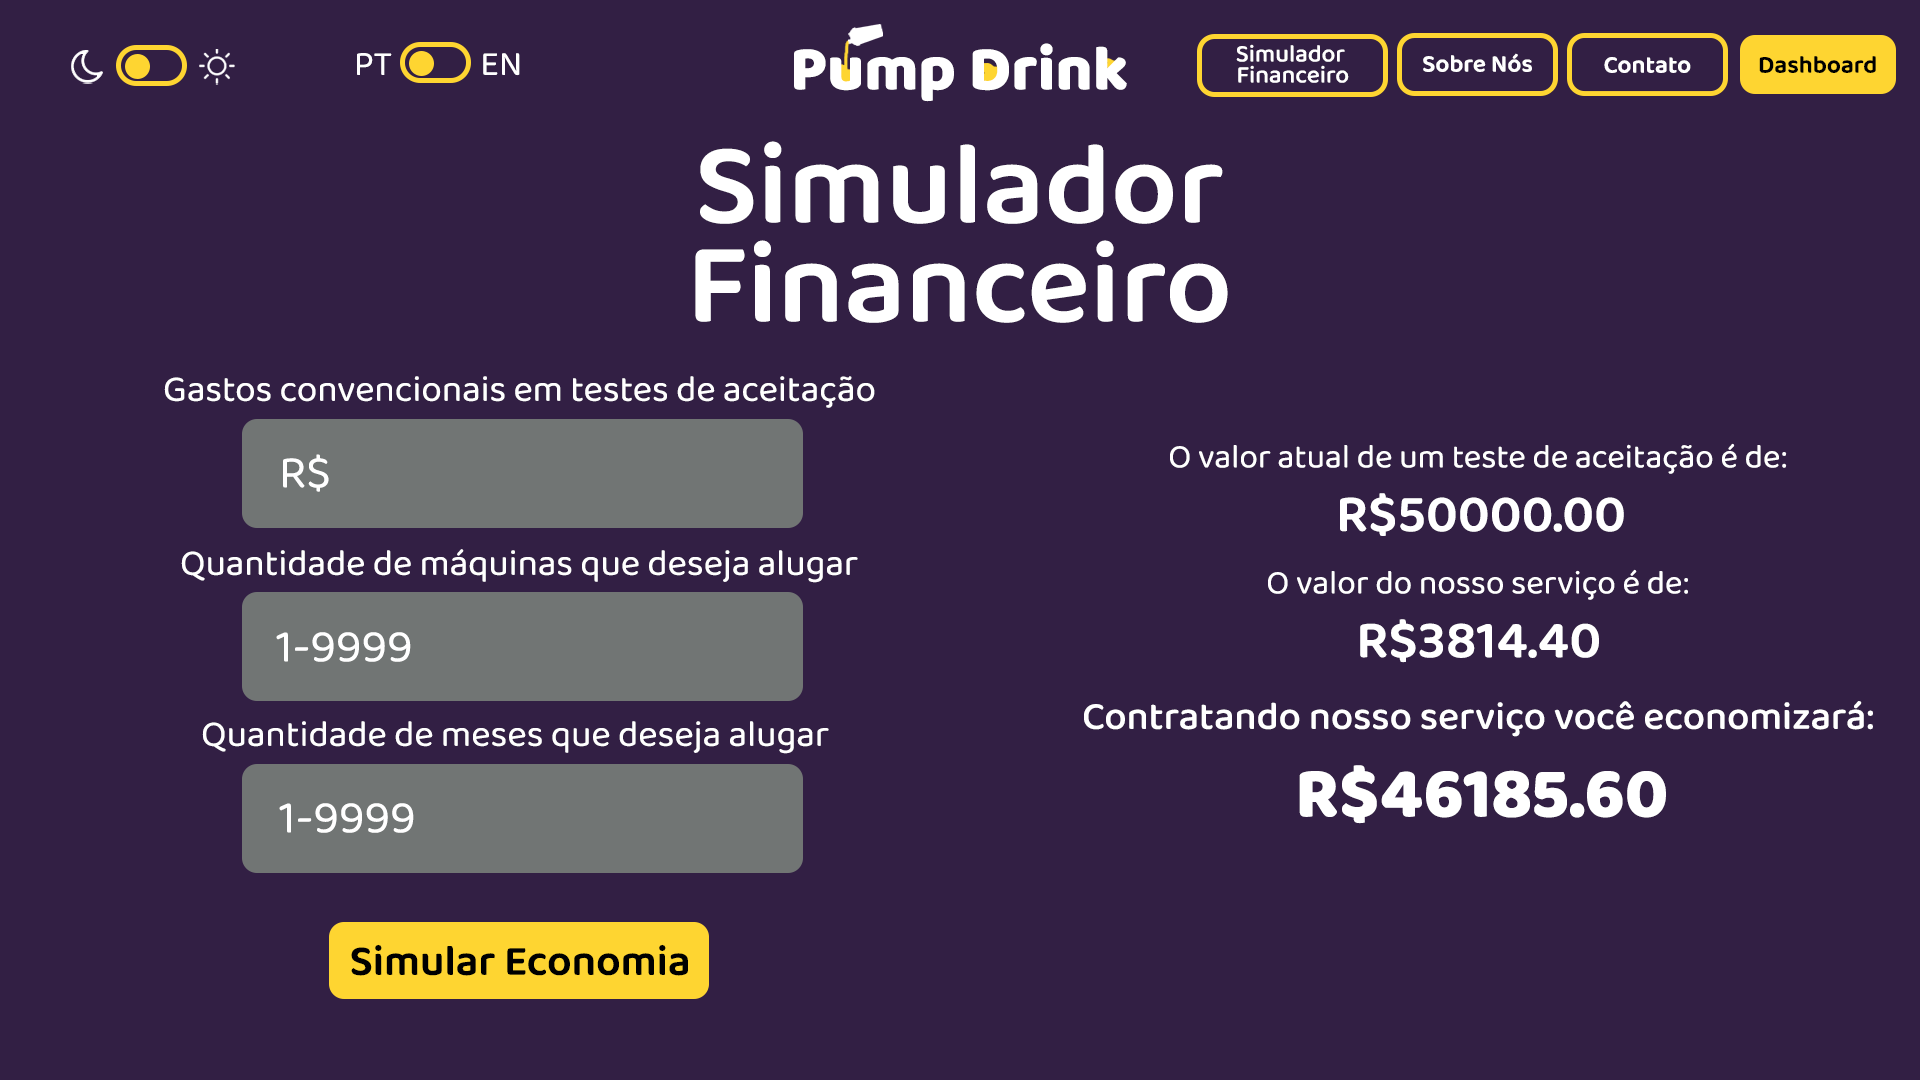 PT EN
Pump Drink
Simulador
Financeiro
Sobre Nós
Contato
Dashboard
Simulador
Financeiro
Gastos convencionais em testes de aceitação
R$
Quantidade de máquinas que deseja alugar
1-9999
Quantidade de meses que deseja alugar
1-9999
Simular Economia
O valor atual de um teste de aceitação é de:
R$50000.00
O valor do nosso serviço é de:
R$3814.40
Contratando nosso serviço você economizará:
R$46185.60